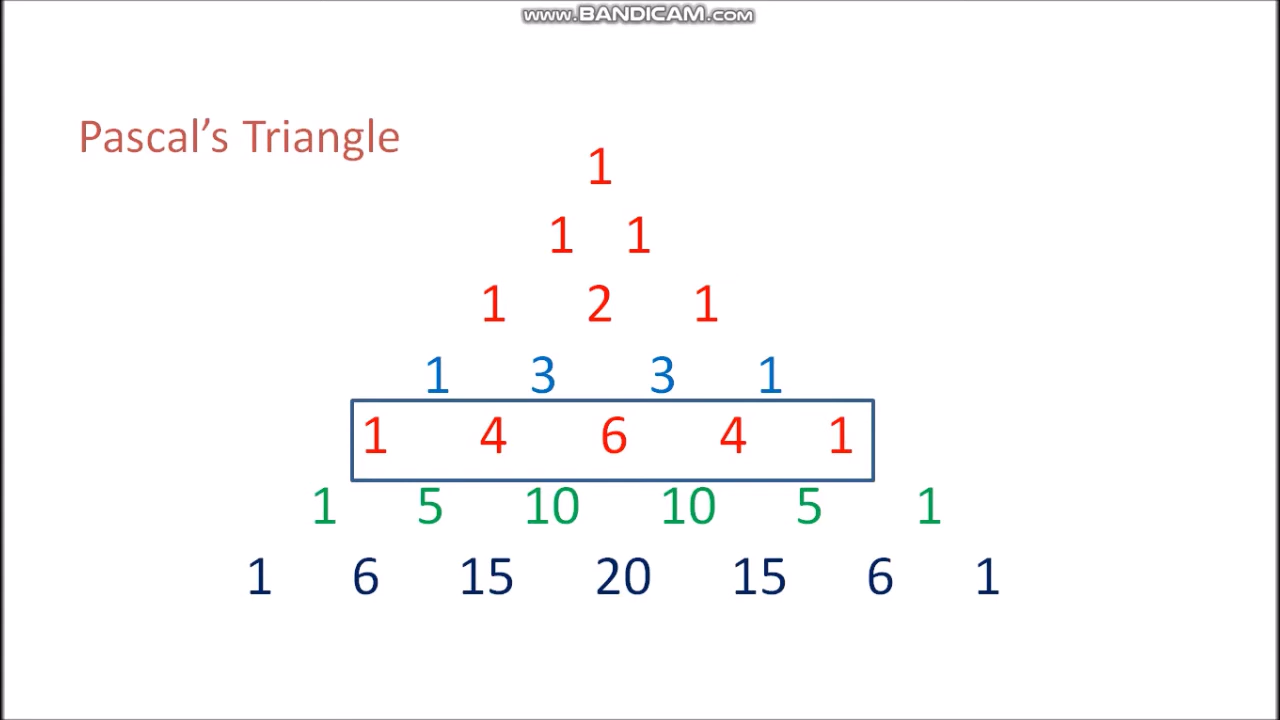 www.BANDICAM.com
Pascal's Triangle
1
1 1
1 2 1
1 3 3 1
1 4 6 4 1
1 5 10 10 5 1
1 6 15 20 15 6 1